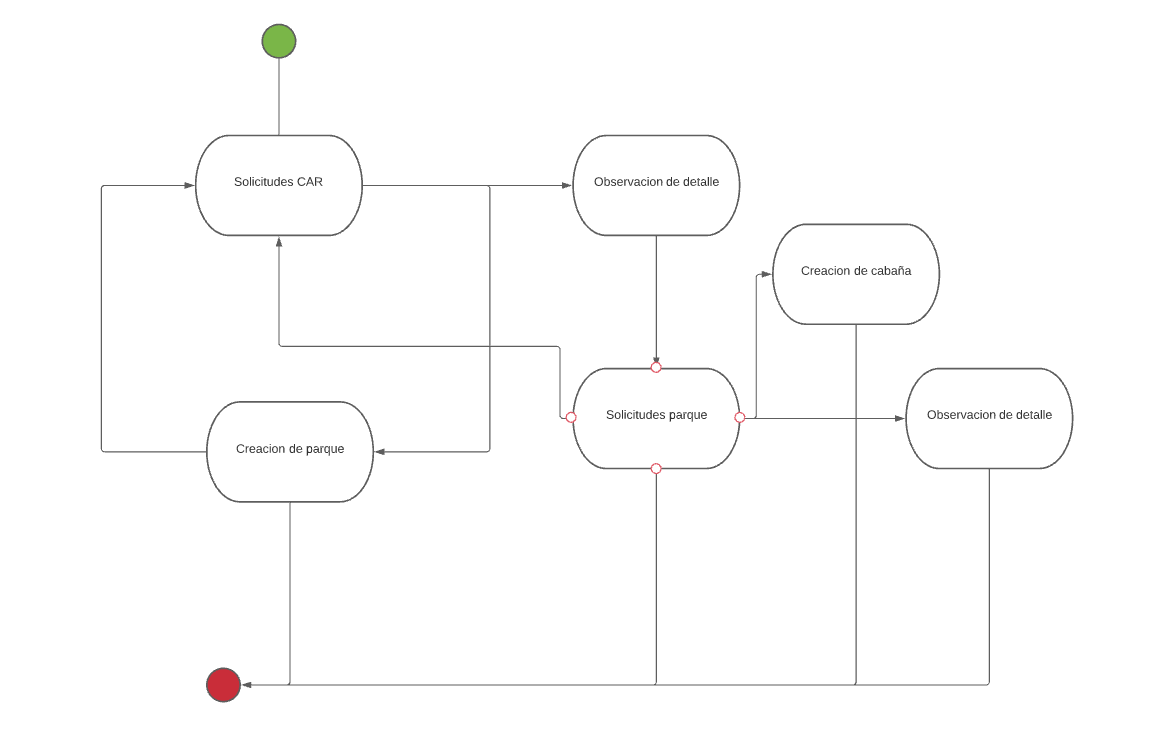 Solicitudes CAR
Observacion de detalle
Creacion de cabaña
Solicitudes parque
Observacion de detalle
Creacion de parque